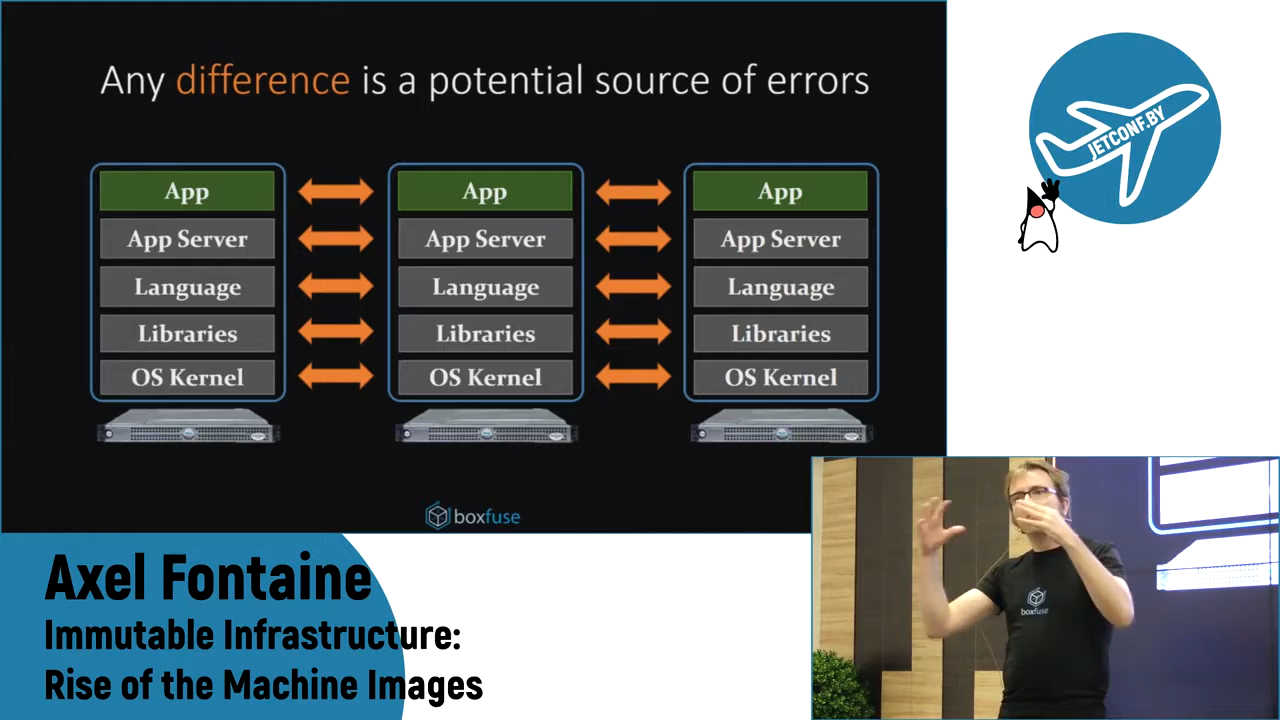 Any difference is a potential source of errors
App App App
App Server App Server App Server
Language Language Language
Libraries Libraries Libraries
OS Kernel OS Kernel OS Kernel
boxfuse
JETCONF.BY
boxfuse
Axel Fontaine
Immutable Infrastructure:
Rise of the Machine Images